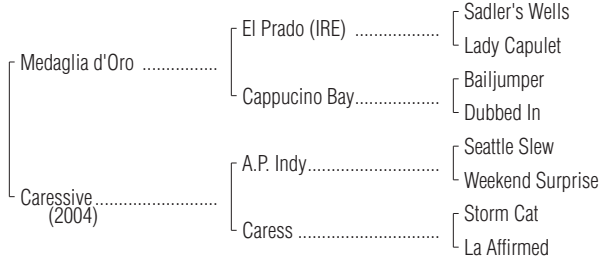 Sadler's Wells
El Prado (IRE) ..................
Lady Capulet
Medaglia d'Oro ................
Bailjumper
Cappucino Bay..................
Dubbed In
Seattle Slew
A.P. Indy............................
Weekend Surprise
Caressive..........................
(2004)
Storm Cat
Caress ..............................
La Affirmed